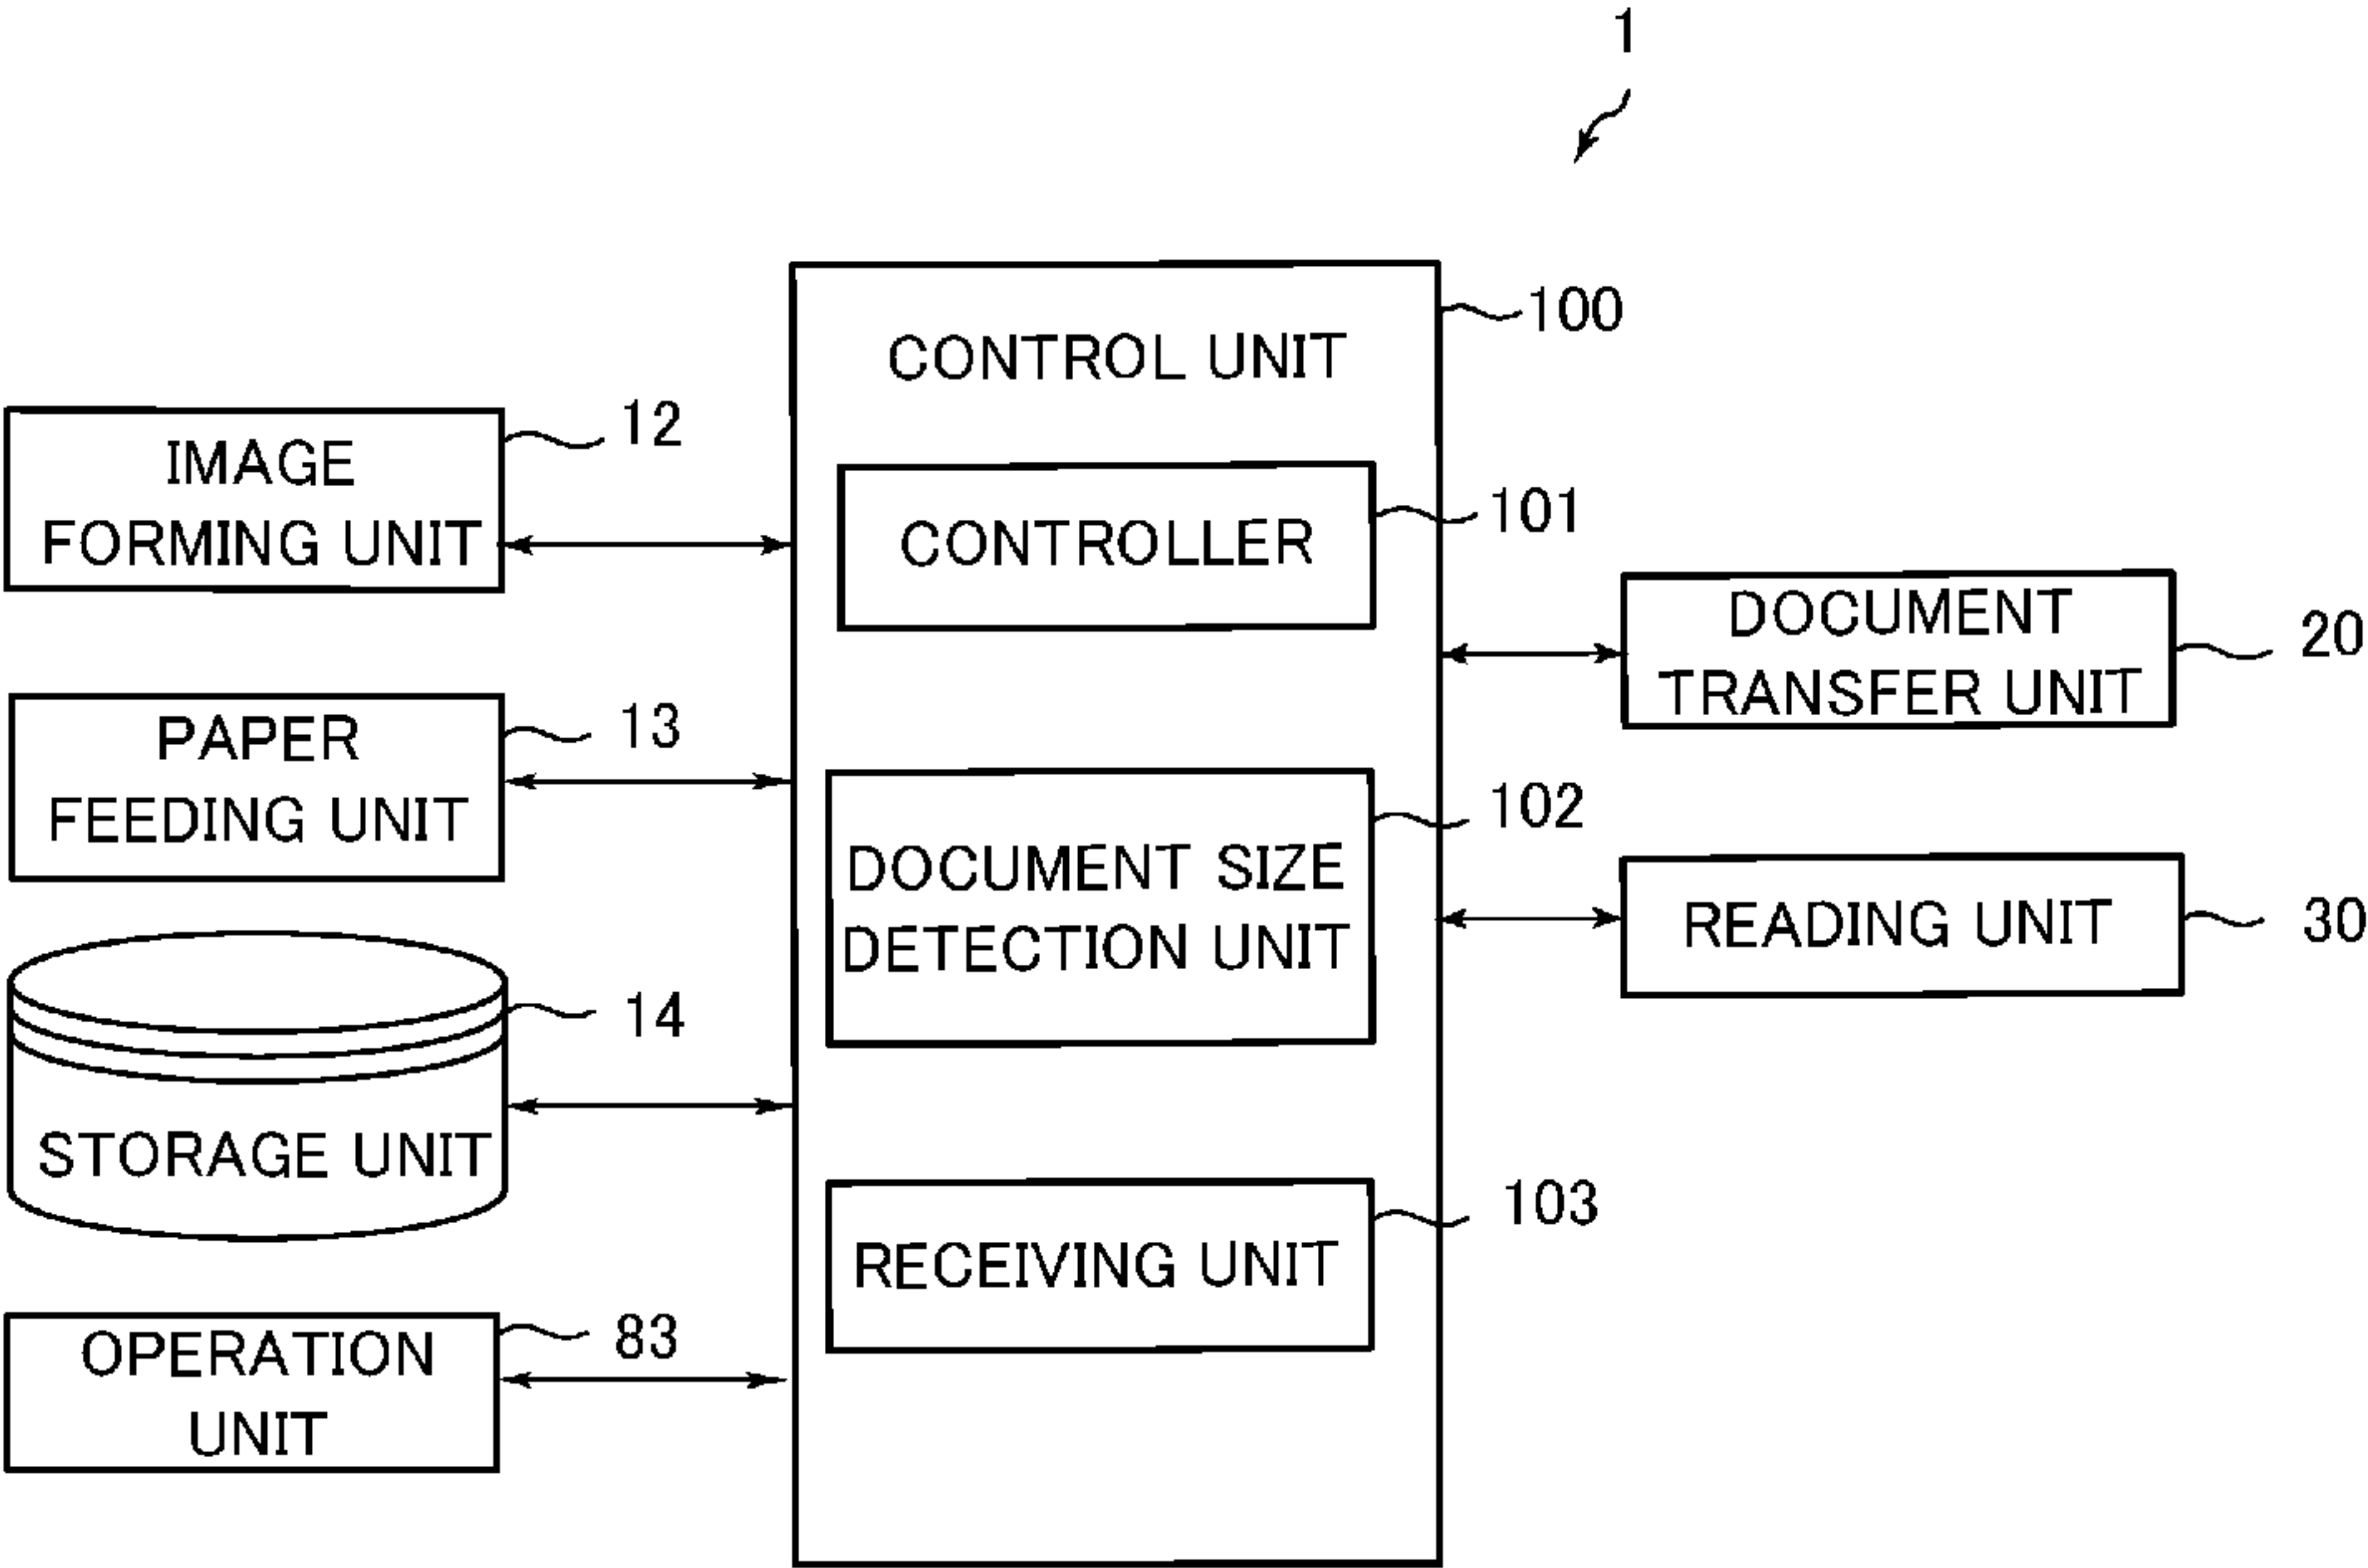 1
100
CONTROL UNIT
12
IMAGE
FORMING UNIT
101
CONTROLLER
DOCUMENT
TRANSFER UNIT
20
13
PAPER
FEEDING UNIT
102
DOCUMENT SIZE
DETECTION UNIT
READING UNIT
30
14
STORAGE UNIT
103
RECEIVING UNIT
83
OPERATION
UNIT